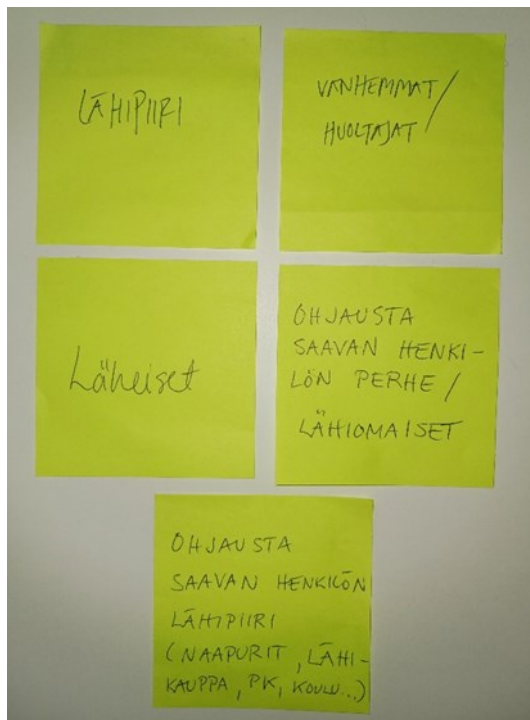 LÄHIPIIRI
VANHEMMAT/
HUOLTAJAT
Läheiset
OHJAUSTA
SAAVAN HENKI-
LÖN PERHE/
LÄHIOMAISET
OHJAUSTA
SAAVAN HENKILÖN
LÄHIPIIRI
(NAAPURIT, LÄHI-
KAUPPA, PK, KOULU...)